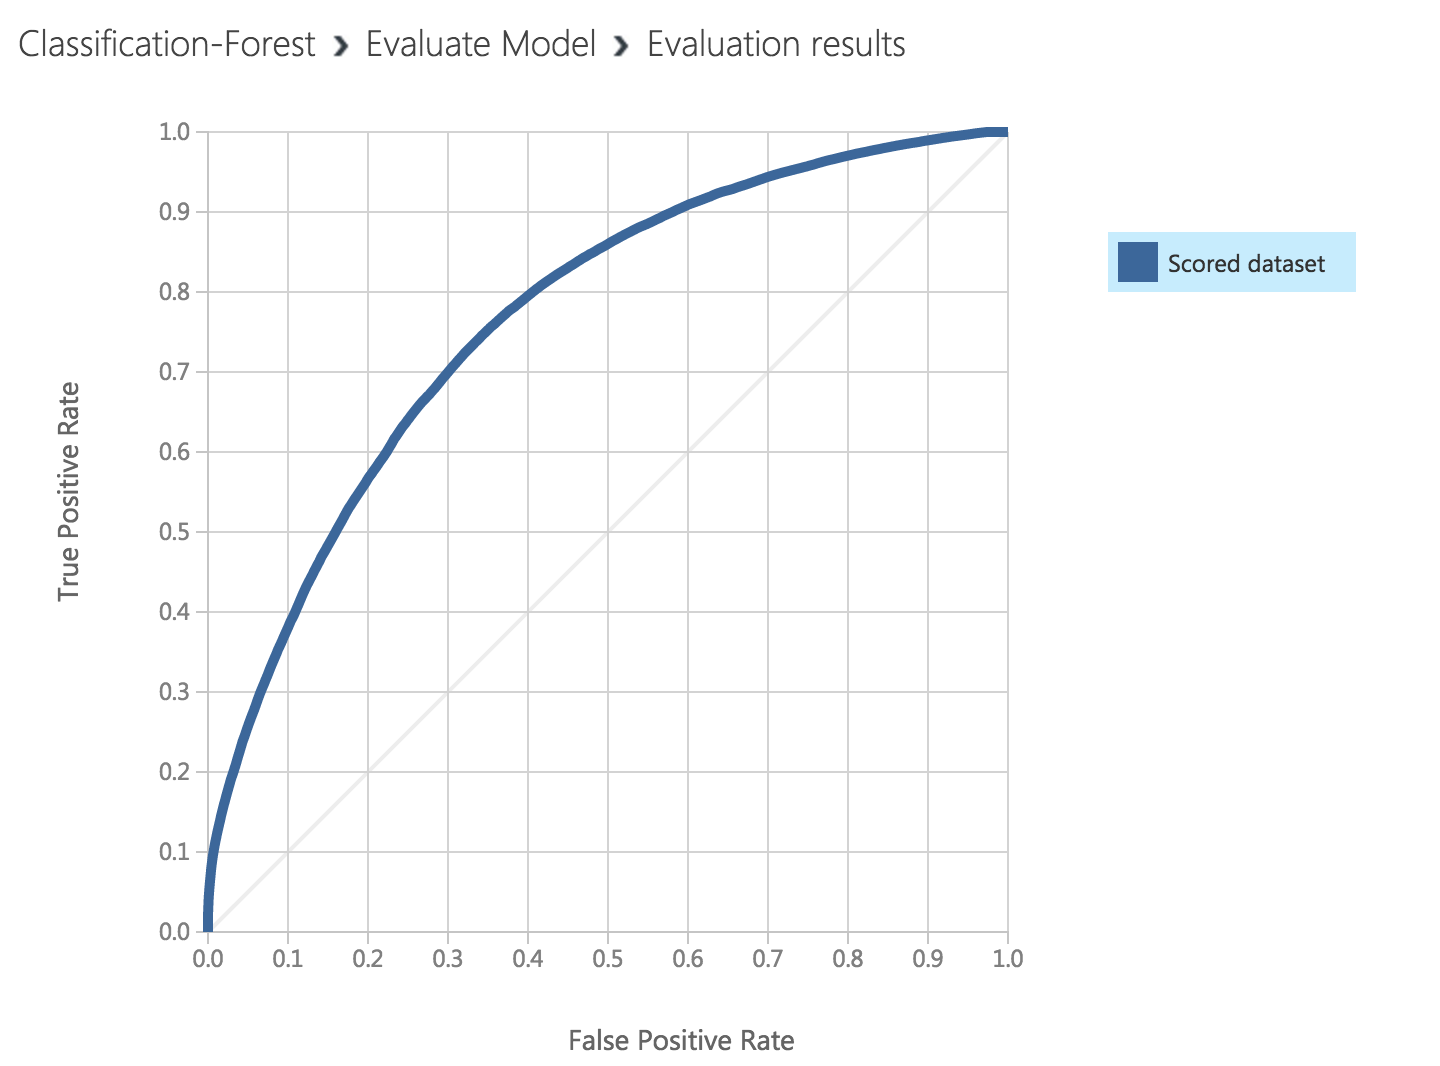 Classification-Forest › Evaluate Model › Evaluation results
1.0
0.9
0.8
0.7
0.6
0.5
0.4
0.3
0.2
0.1
0.0
True Positive Rate
0.0 0.1 0.2 0.3 0.4 0.5 0.6 0.7 0.8 0.9 1.0
False Positive Rate
Scored dataset